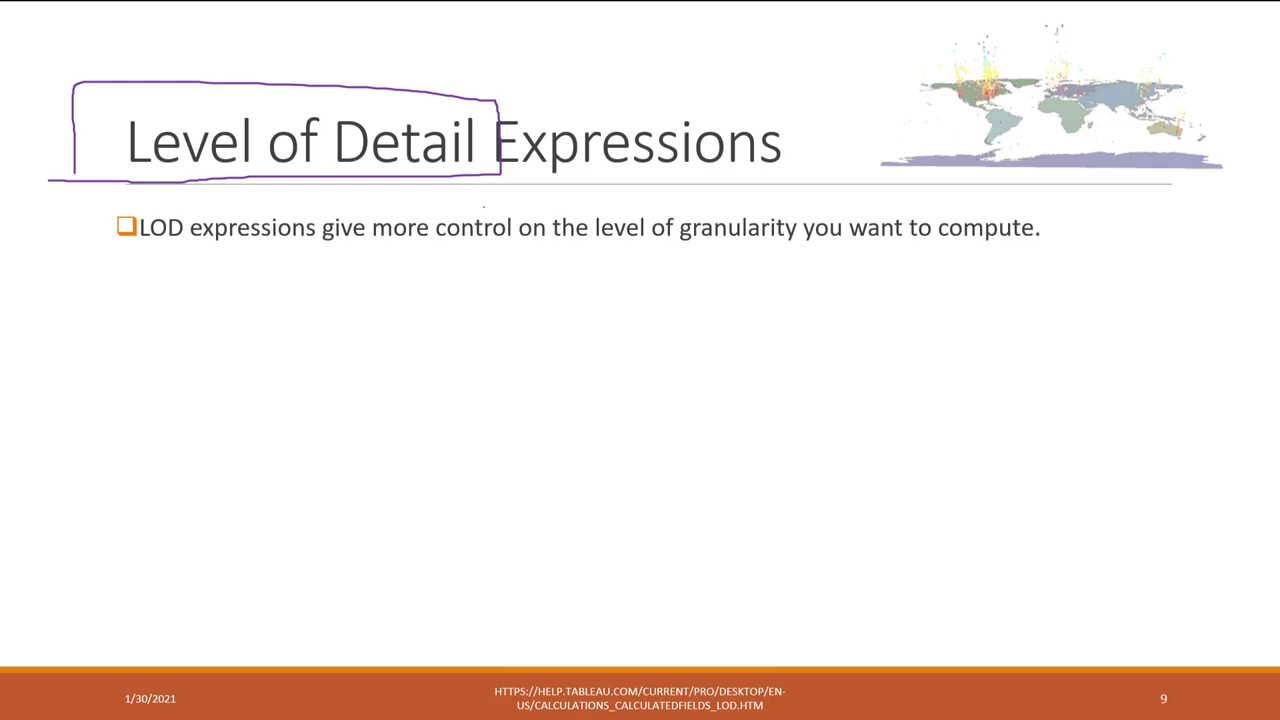 Level of Detail Expressions
❑LOD expressions give more control on the level of granularity you want to compute.
1/30/2021
HTTPS://HELP.TABLEAU.COM/CURRENT/PRO/DESKTOP/EN-
US/CALCULATIONS_CALCULATEDFIELDS_LOD.HTM
9